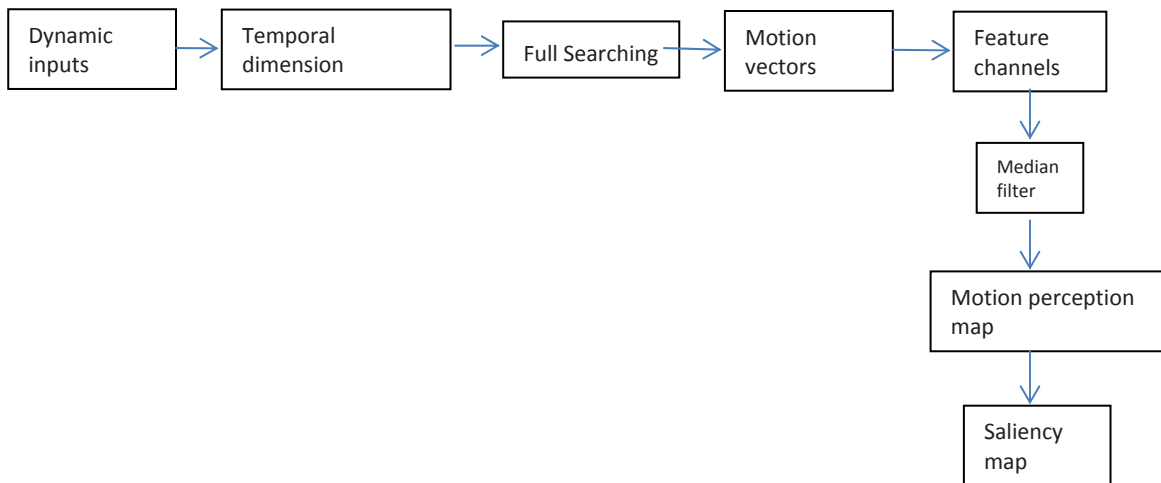 Dynamic
inputs
Temporal
dimension
Full Searching
Motion
vectors
Feature
channels
Median
filter
Motion perception
map
Saliency
map